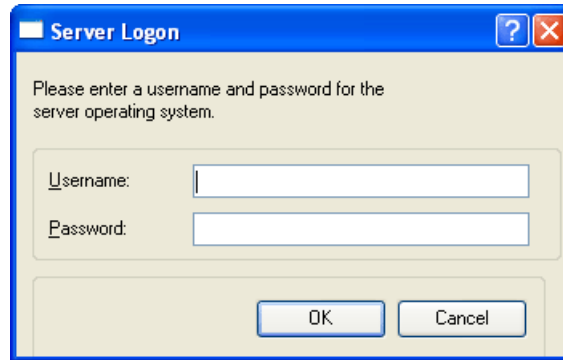 Server Logon
Please enter a username and password for the
server operating system.
Username:
Password:
OK
Cancel